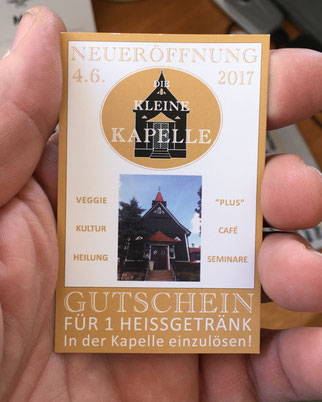 NEUERÖFFNUNG
4.6. 2017
DIE
KLEINE
KAPELLE
VEGGIE "PLUS"
KULTUR CAFÉ
HEILUNG SEMINARE
GUTSCHEIN
FÜR 1 HEISSGETRÄNK
In der Kapelle einzulösen!